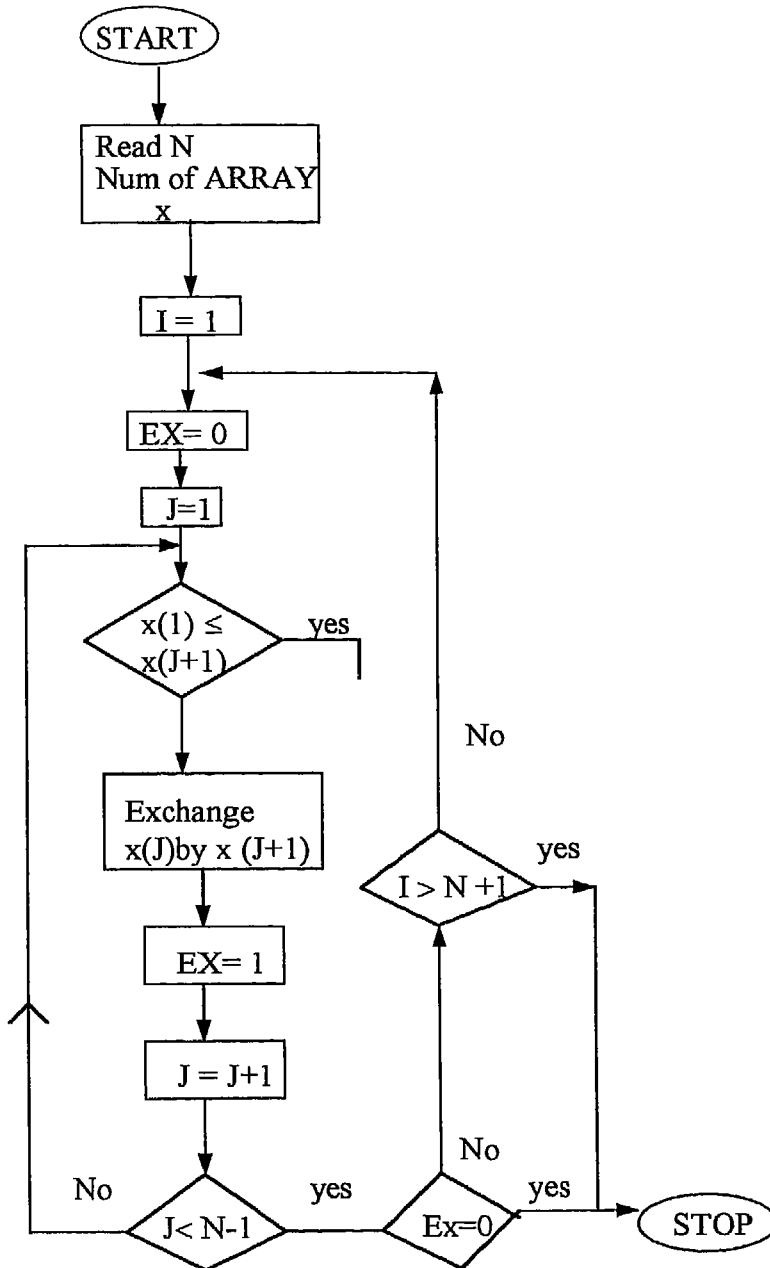 START
Read N
Num of ARRAY
x
I = 1
EX= 0
J=1
x(1) ≤
x(J+1)
yes
No
Exchange
x(J)by x (J+1)
I > N +1
yes
EX= 1
J = J+1
No
No
yes
yes
J< N-1
Ex=0
STOP